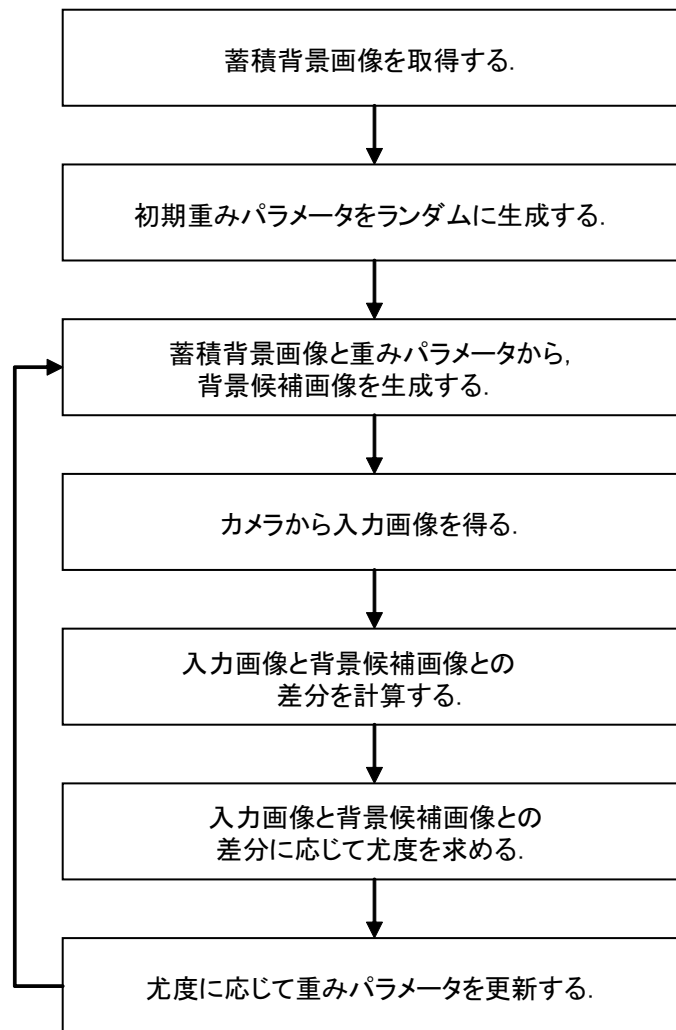 蓄積背景画像を取得する.
初期重みパラメータをランダムに生成する.
蓄積背景画像と重みパラメータから,
背景候補画像を生成する.
カメラから入力画像を得る.
入力画像と背景候補画像との
差分を計算する.
入力画像と背景候補画像との
差分に応じて尤度を求める.
尤度に応じて重みパラメータを更新する.